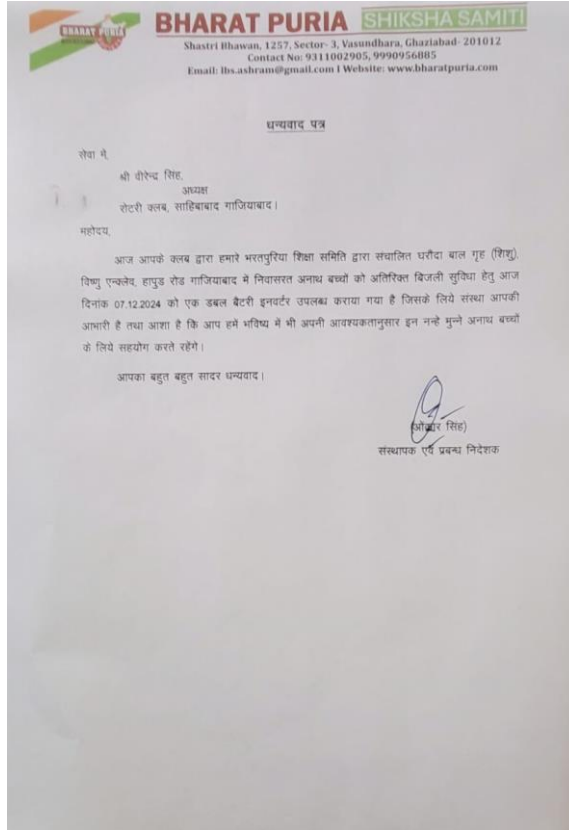 BHARAT PURIA
BHARAT PURIA SHIKSHA SAMITI
Shastri Bhawan, 1257, Sector- 3, Vasundhara, Ghaziabad- 201012
Contact No: 9311002905, 9990956885
Email: lbs.ashram@gmail.com I Website: www.bharatpuria.com
धन्यवाद पत्र
सेवा में,
श्री वीरेन्द्र सिंह,
अध्यक्ष
रोटरी क्लब, साहिबाबाद गाजियाबाद।
महोदय,
आज आपके क्लब द्वारा हमारे भरतपुरिया शिक्षा समिति द्वारा संचालित घरौंदा बाल गृह (शिशु),
विष्णु एन्क्लेव, हापुड रोड गाजियाबाद में निवासरत अनाथ बच्चों को अतिरिक्त बिजली सुविधा हेतु आज
दिनांक 07.12.2024 को एक डबल बैटरी इनवर्टर उपलब्ध कराया गया है जिसके लिये संस्था आपकी
आभारी है तथा आशा है कि आप हमें भविष्य में भी अपनी आवश्यकतानुसार इन नन्हे मुन्ने अनाथ बच्चों
के लिये सहयोग करते रहेंगे।
आपका बहुत बहुत सादर धन्यवाद।
(ओंकार सिंह)
संस्थापक एवं प्रबन्ध निदेशक